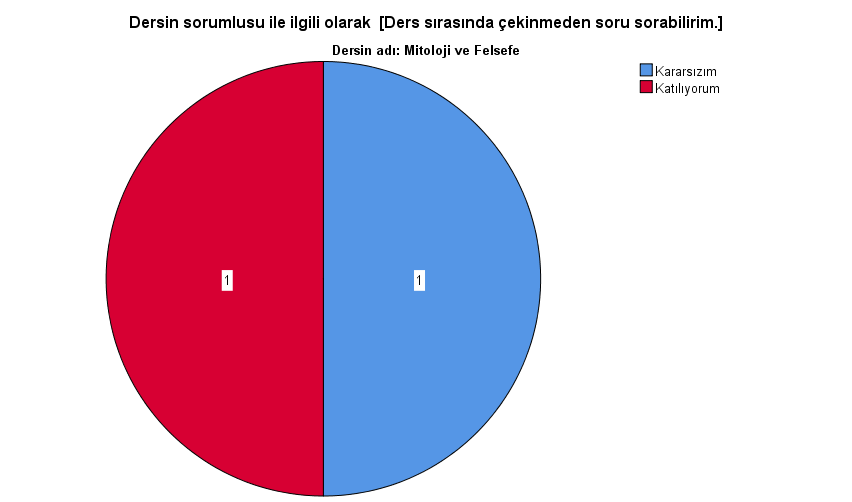 Dersin sorumlusu ile ilgili olarak [Ders sırasında çekinmeden soru sorabilirim.]
Dersin adı: Mitoloji ve Felsefe
Kararsızım
Katılıyorum
1
1